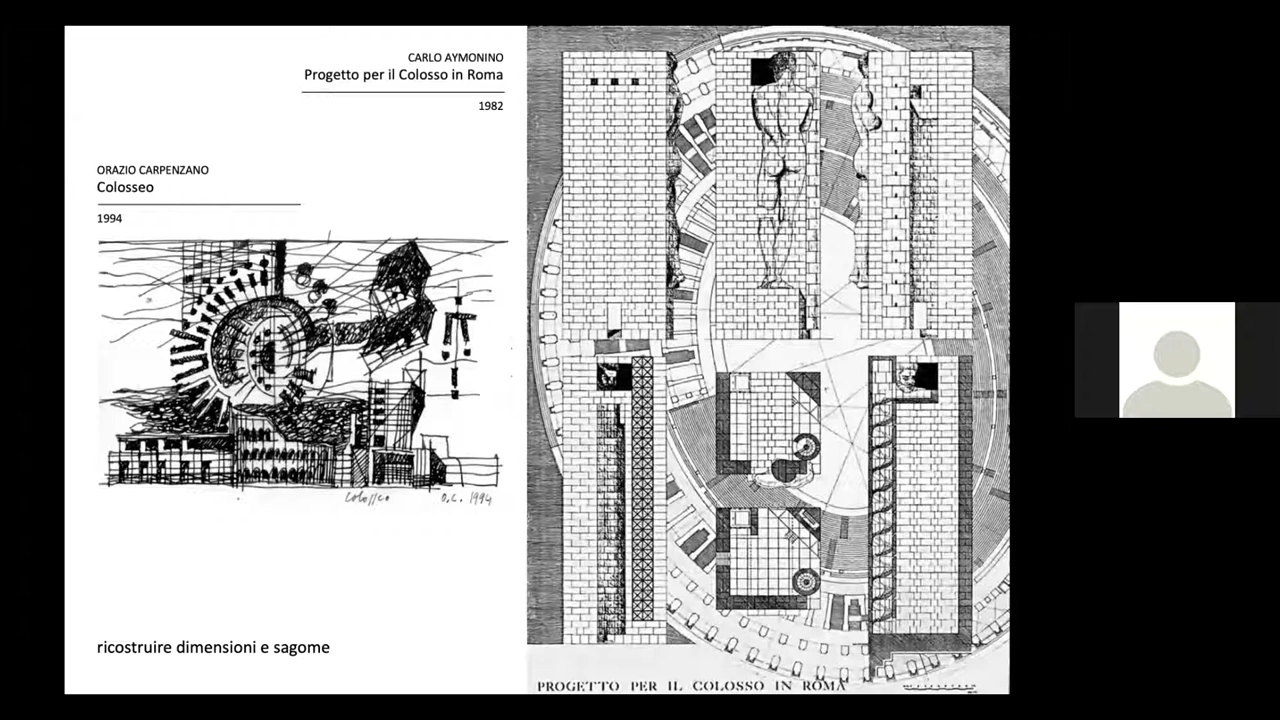 CARLO AYMONINO
Progetto per il Colosso in Roma
1982
ORAZIO CARPENZANO
Colosseo
1994
Colosseo O.C. 1994
ricostruire dimensioni e sagome
PROGETTO PER IL COLOSSO IN ROMA